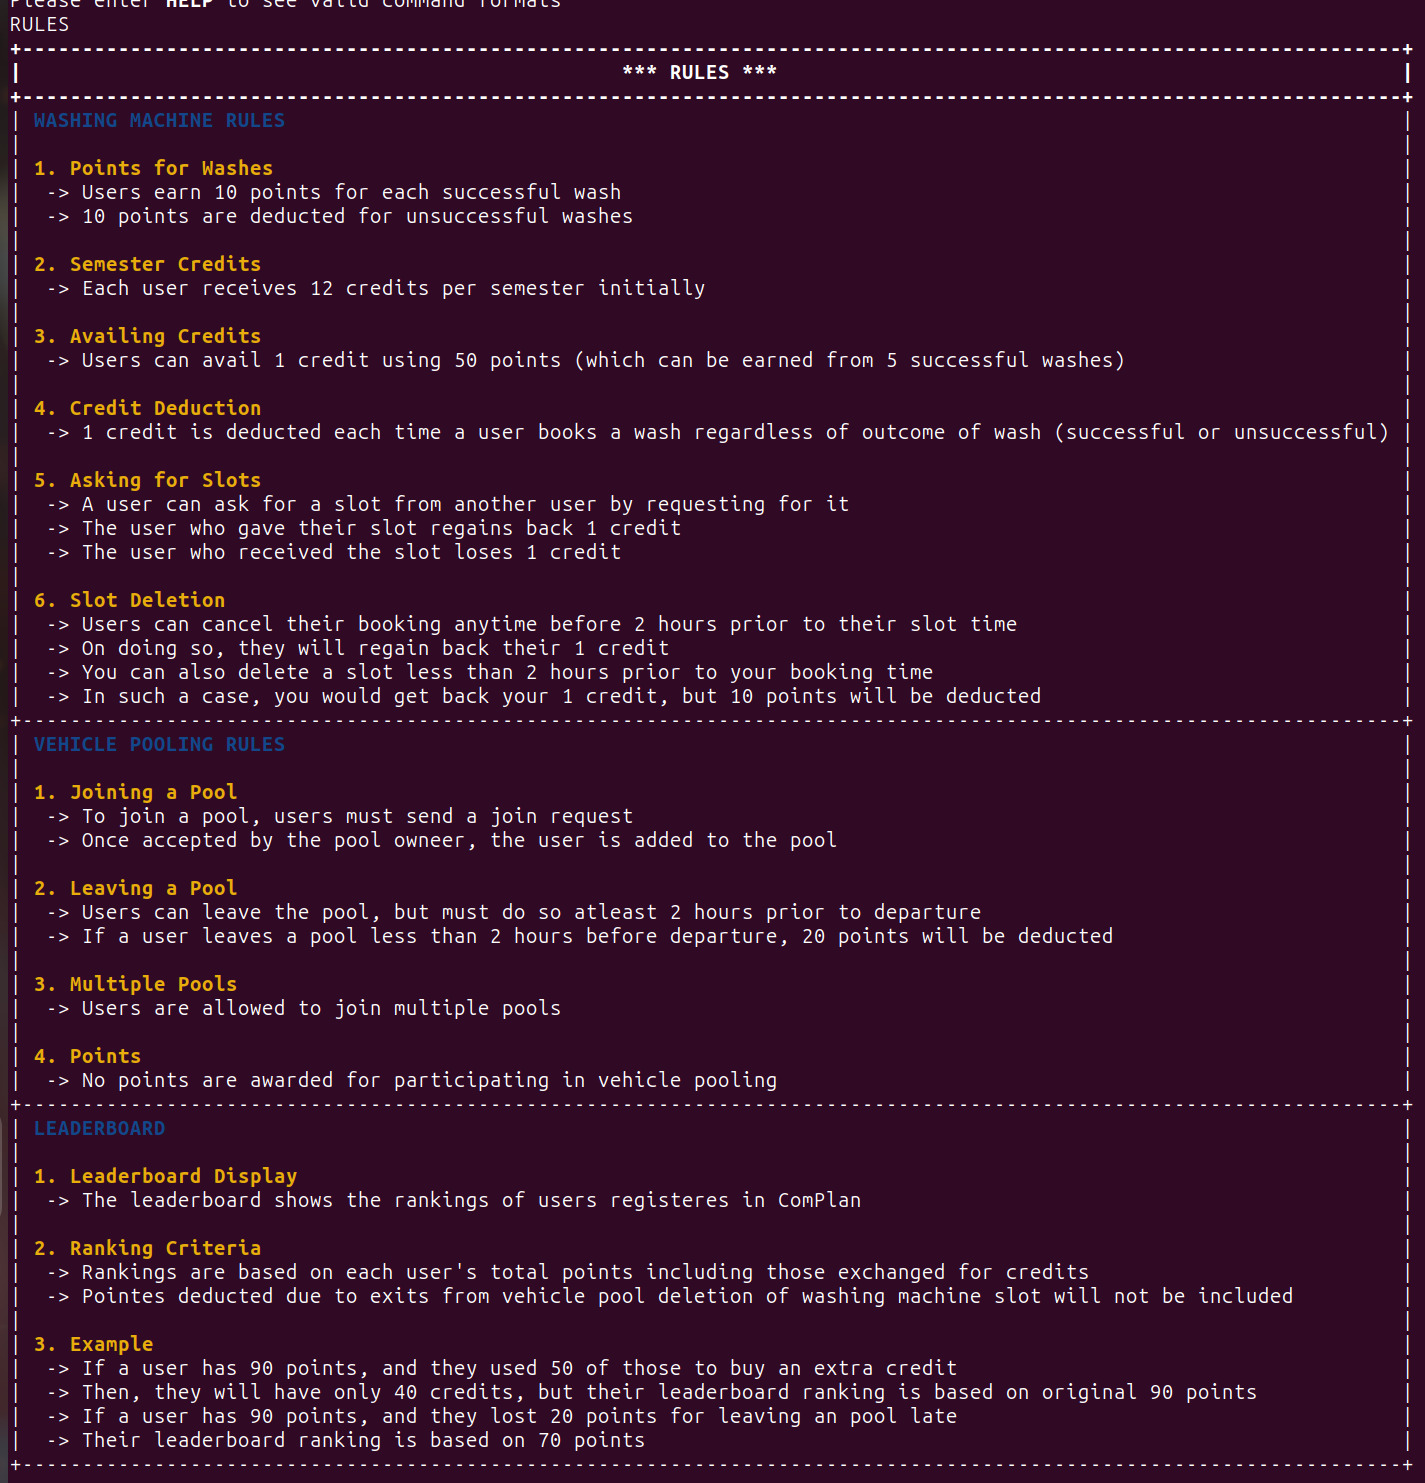 Please enter HELP to see valid command formats
RULES
+-------------------------------------------------------------------------------------------------------------------+
| *** RULES *** |
+-------------------------------------------------------------------------------------------------------------------+
| WASHING MACHINE RULES |
| |
| 1. Points for Washes |
| -> Users earn 10 points for each successful wash |
| -> 10 points are deducted for unsuccessful washes |
| |
| 2. Semester Credits |
| -> Each user receives 12 credits per semester initially |
| |
| 3. Availing Credits |
| -> Users can avail 1 credit using 50 points (which can be earned from 5 successful washes) |
| |
| 4. Credit Deduction |
| -> 1 credit is deducted each time a user books a wash regardless of outcome of wash (successful or unsuccessful) |
| |
| 5. Asking for Slots |
| -> A user can ask for a slot from another user by requesting for it |
| -> The user who gave their slot regains back 1 credit |
| -> The user who received the slot loses 1 credit |
| |
| 6. Slot Deletion |
| -> Users can cancel their booking anytime before 2 hours prior to their slot time |
| -> On doing so, they will regain back their 1 credit |
| -> You can also delete a slot less than 2 hours prior to your booking time |
| -> In such a case, you would get back your 1 credit, but 10 points will be deducted |
+-------------------------------------------------------------------------------------------------------------------+
| VEHICLE POOLING RULES |
| |
| 1. Joining a Pool |
| -> To join a pool, users must send a join request |
| -> Once accepted by the pool owneer, the user is added to the pool |
| |
| 2. Leaving a Pool |
| -> Users can leave the pool, but must do so atleast 2 hours prior to departure |
| -> If a user leaves a pool less than 2 hours before departure, 20 points will be deducted |
| |
| 3. Multiple Pools |
| -> Users are allowed to join multiple pools |
| |
| 4. Points |
| -> No points are awarded for participating in vehicle pooling |
+-------------------------------------------------------------------------------------------------------------------+
| LEADERBOARD |
| |
| 1. Leaderboard Display |
| -> The leaderboard shows the rankings of users registeres in ComPlan |
| |
| 2. Ranking Criteria |
| -> Rankings are based on each user's total points including those exchanged for credits |
| -> Pointes deducted due to exits from vehicle pool deletion of washing machine slot will not be included |
| |
| 3. Example |
| -> If a user has 90 points, and they used 50 of those to buy an extra credit |
| -> Then, they will have only 40 credits, but their leaderboard ranking is based on original 90 points |
| -> If a user has 90 points, and they lost 20 points for leaving an pool late |
| -> Their leaderboard ranking is based on 70 points |
+-------------------------------------------------------------------------------------------------------------------+